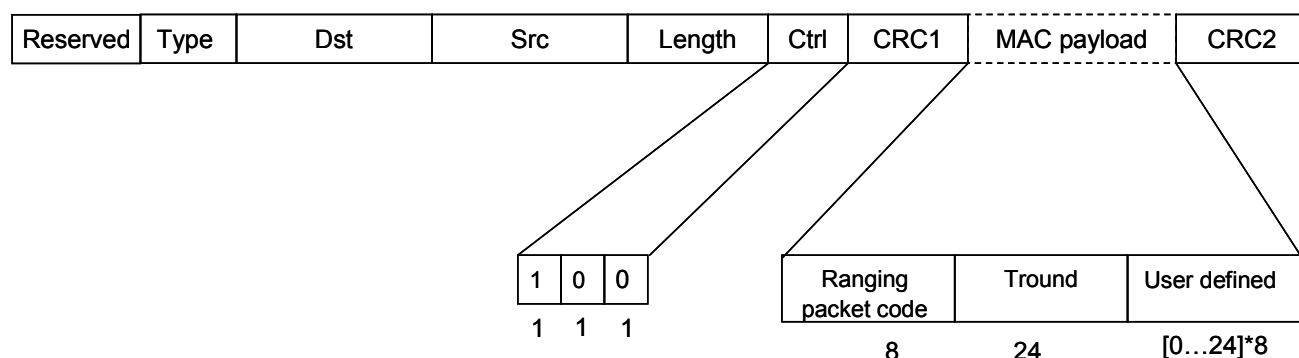 Reserved Type Dst Src Length Ctrl CRC1 MAC payload CRC2
1 0 0
1 1 1
Ranging packet code
Tround
User defined
8 24 [0…24]*8